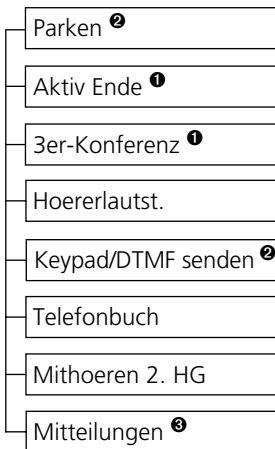 Parken ❷
Aktiv Ende ❶
3er-Konferenz ❶
Hoererlautst.
Keypad/DTMF senden ❷
Telefonbuch
Mithoeren 2. HG
Mitteilungen ❸